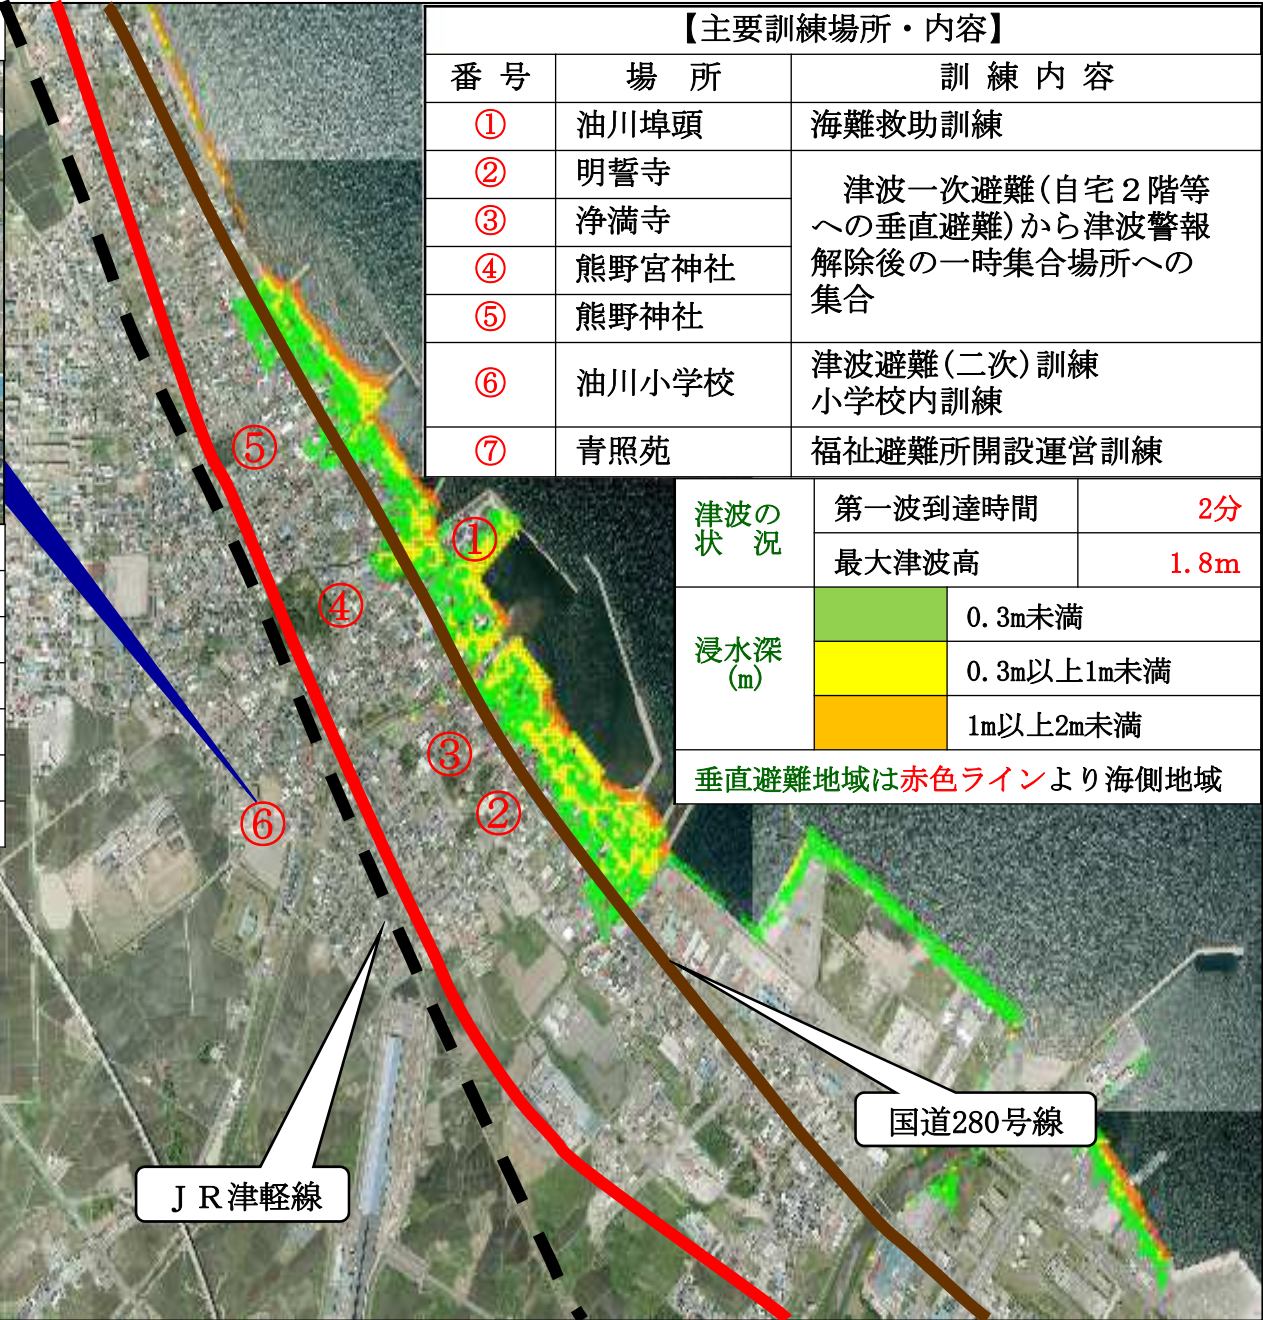 【主要訓練場所・内容】
番号 場所 訓練内容
① 油川埠頭 海難救助訓練
② 明誓寺
③ 浄満寺
④ 熊野宮神社
⑤ 熊野神社
津波一次避難(自宅２階等
への垂直避難)から津波警報
解除後の一時集合場所への
集合
⑥ 油川小学校 津波避難(二次)訓練
小学校内訓練
⑦ 青照苑 福祉避難所開設運営訓練
津波の
状況
第一波到達時間 2分
最大津波高 1.8m
浸水深
(m)
0.3m未満
0.3m以上1m未満
1m以上2m未満
垂直避難地域は赤色ラインより海側地域
⑤
①
④
③
②
⑥
国道280号線
ＪＲ津軽線